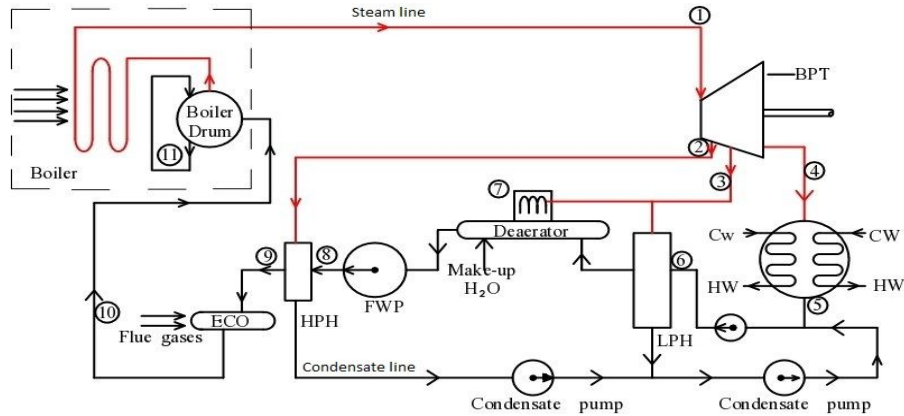 Steam line
1
BPT
Boiler
Drum
11
Boiler
2
3
4
7
Deaerator
Cw
CW
9
8
6
Make-up
H₂O
HW
HW
FWP
5
10
ECO
HPH
Flue gases
LPH
Condensate line
Condensate pump
Condensate pump